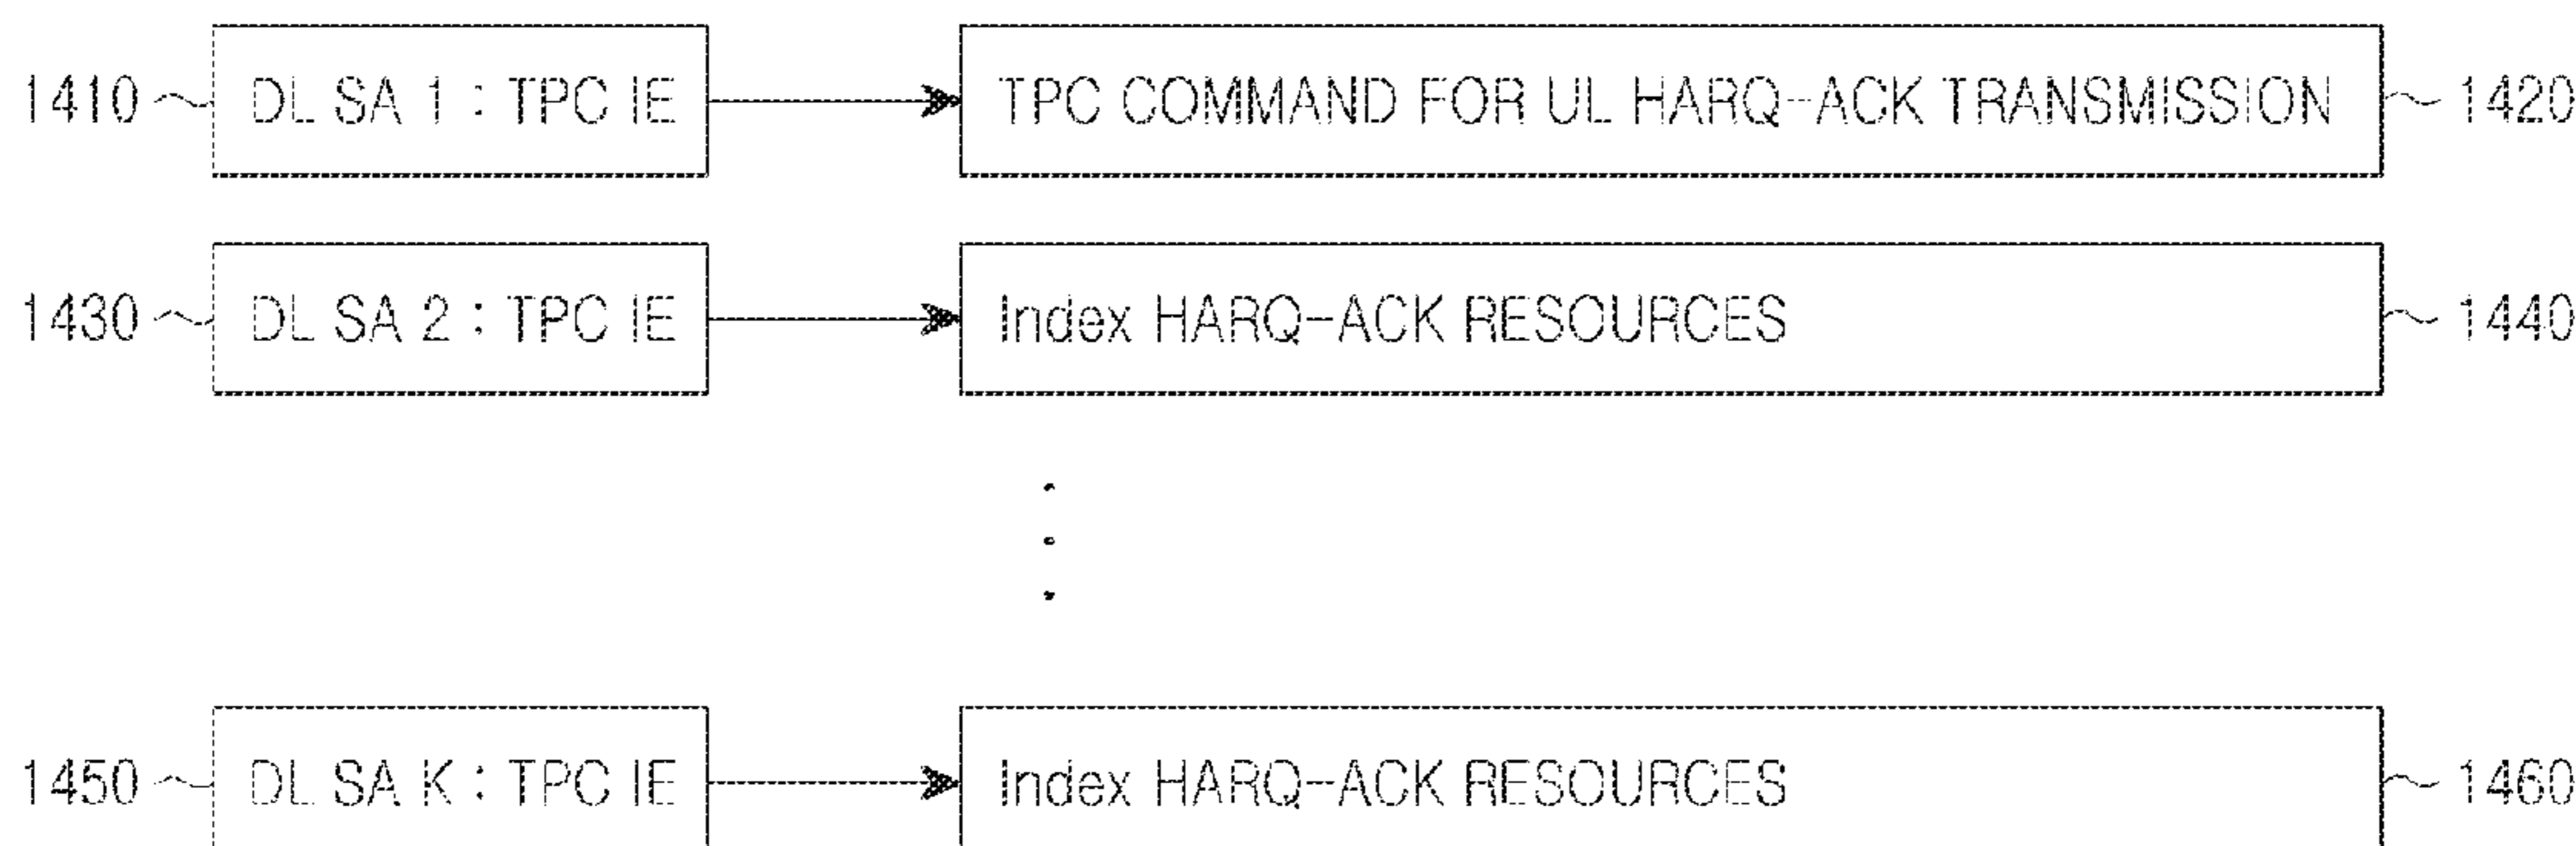 1410 DL SA 1 : TPC IE TPC COMMAND FOR UL HARQ-ACK TRANSMISSION 1420
1430 DL SA 2 : TPC IE Index HARQ-ACK RESOURCES 1440
1450 DL SA K : TPC IE Index HARQ-ACK RESOURCES 1460